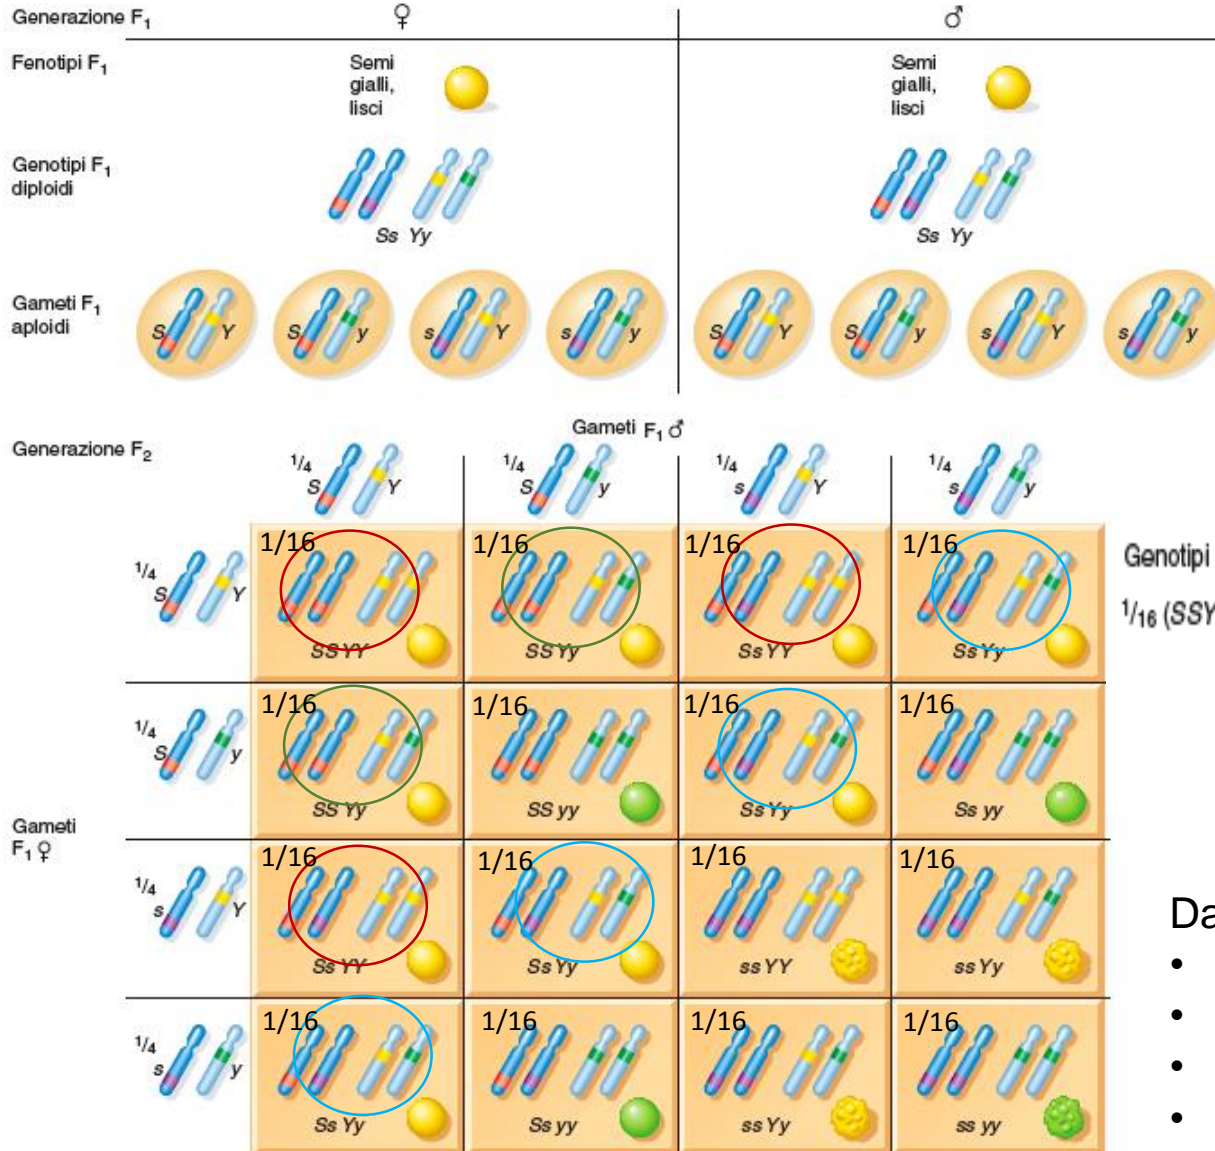 Generazione F1 ♀ ♂
Fenotipi F1
Semi
gialli,
lisci
Semi
gialli,
lisci
Genotipi F1
diploidi
Ss Yy
Ss Yy
Gameti F1
aploidi
S Y S y s Y s y S Y S y s Y s y
Gameti F1 ♂
Generazione F2
1/4 S Y 1/4 S y 1/4 s Y 1/4 s y
1/4 S Y
1/16 1/16 1/16 1/16
SS YY SS Yy Ss YY Ss Yy
Genotipi
1/16 (SSY
1/4 S y
1/16 1/16 1/16 1/16
SS Yy SS yy Ss Yy Ss yy
Gameti
F1 ♀
1/4 s Y
1/16 1/16 1/16 1/16
Ss YY Ss Yy ss YY ss Yy
Da
•
•
•
•
1/4 s y
1/16 1/16 1/16 1/16
Ss Yy Ss yy ss Yy ss yy